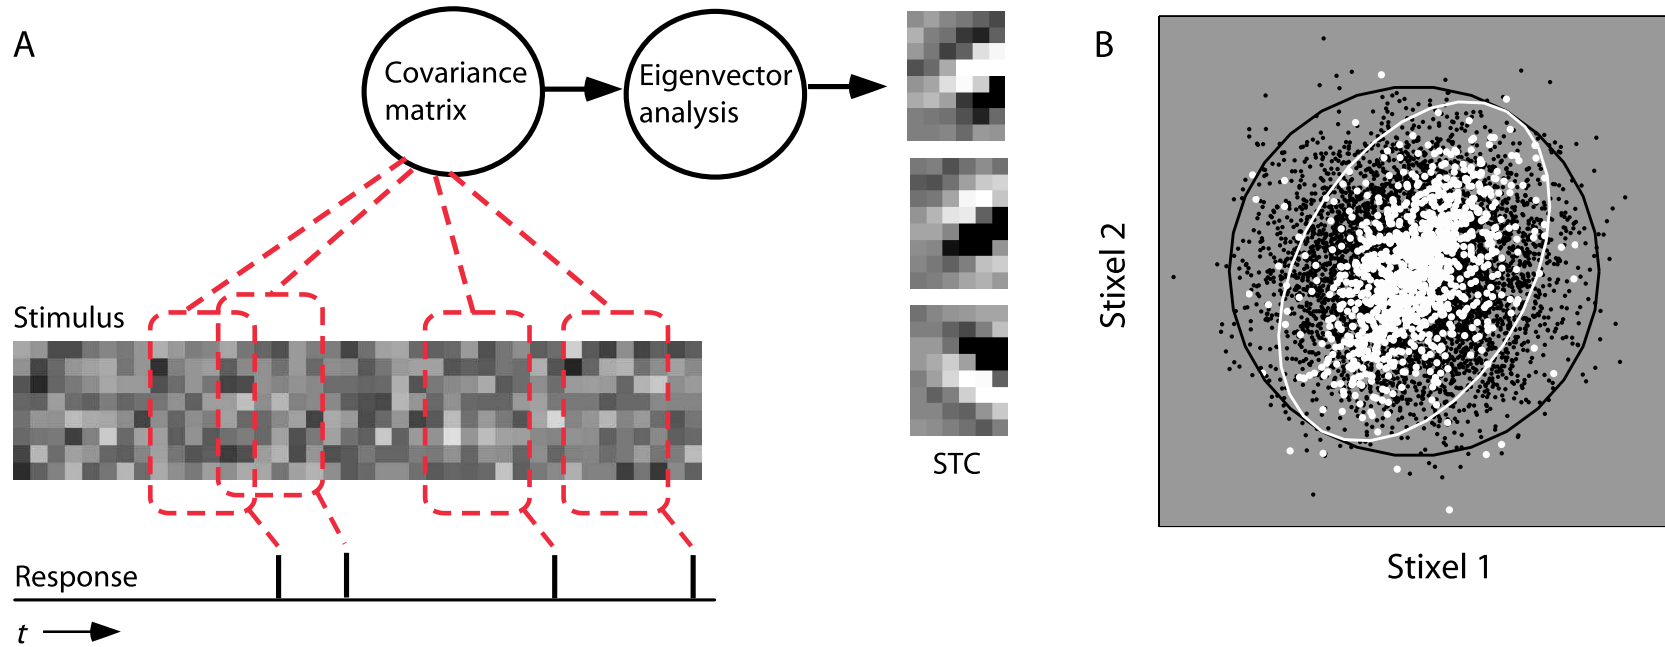 A
Covariance
matrix
Eigenvector
analysis
STC
Stimulus
Response
t
B
Stixel 2
Stixel 1